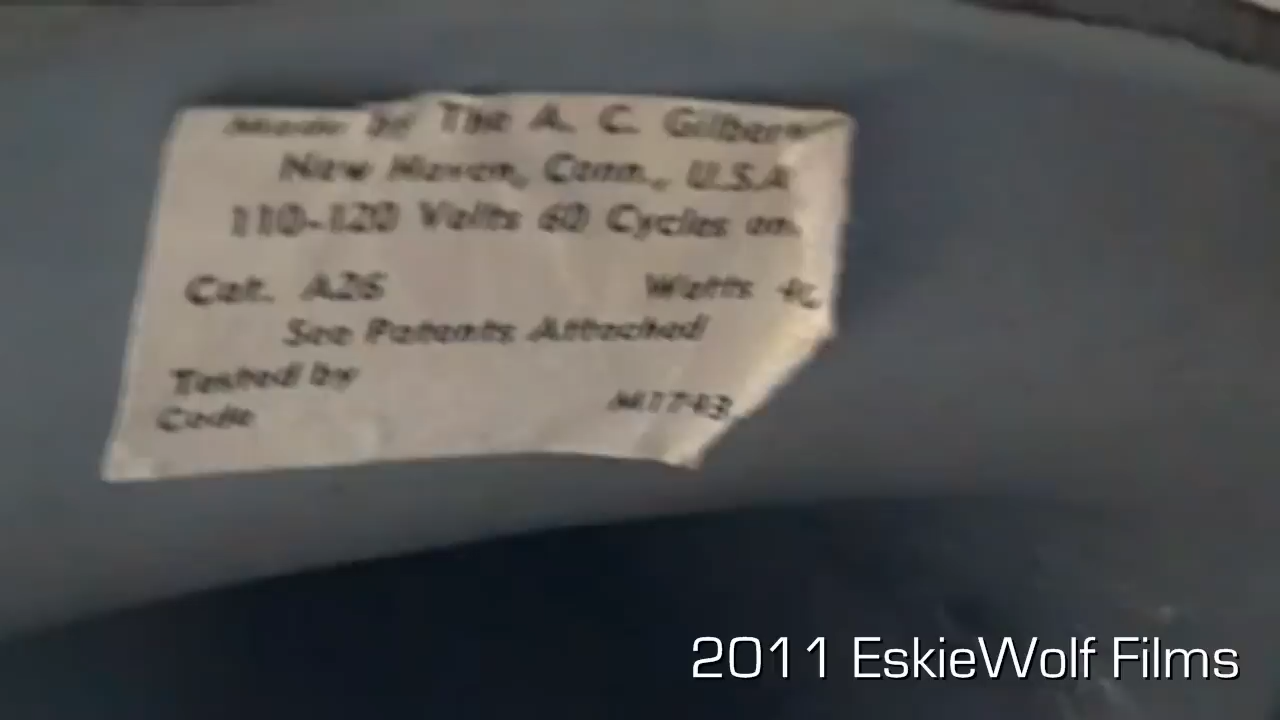 Made by The A. C. Gilber
New Haven, Conn., U.S.A
110-120 Volts 60 Cycles
Cat. A26 Watts
See Patents Attached
Tested by
Code M1743
2011 EskieWolf Films